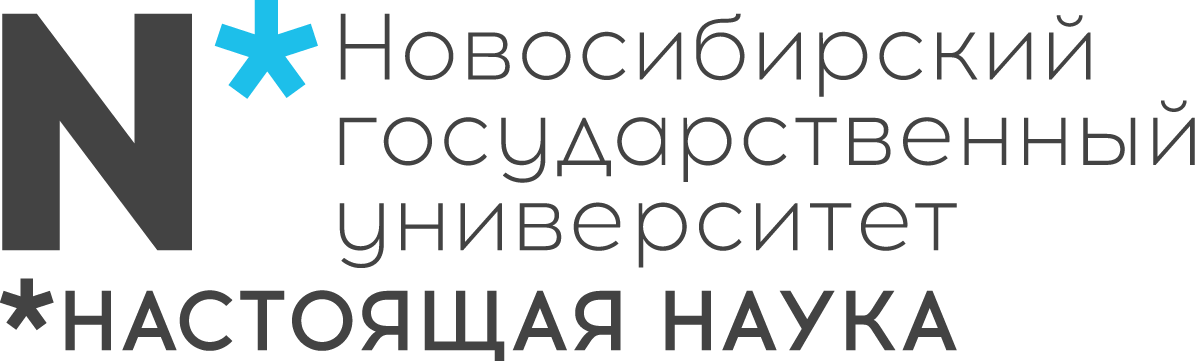 N* Новосибирский
государственный
университет
*НАСТОЯЩАЯ НАУКА